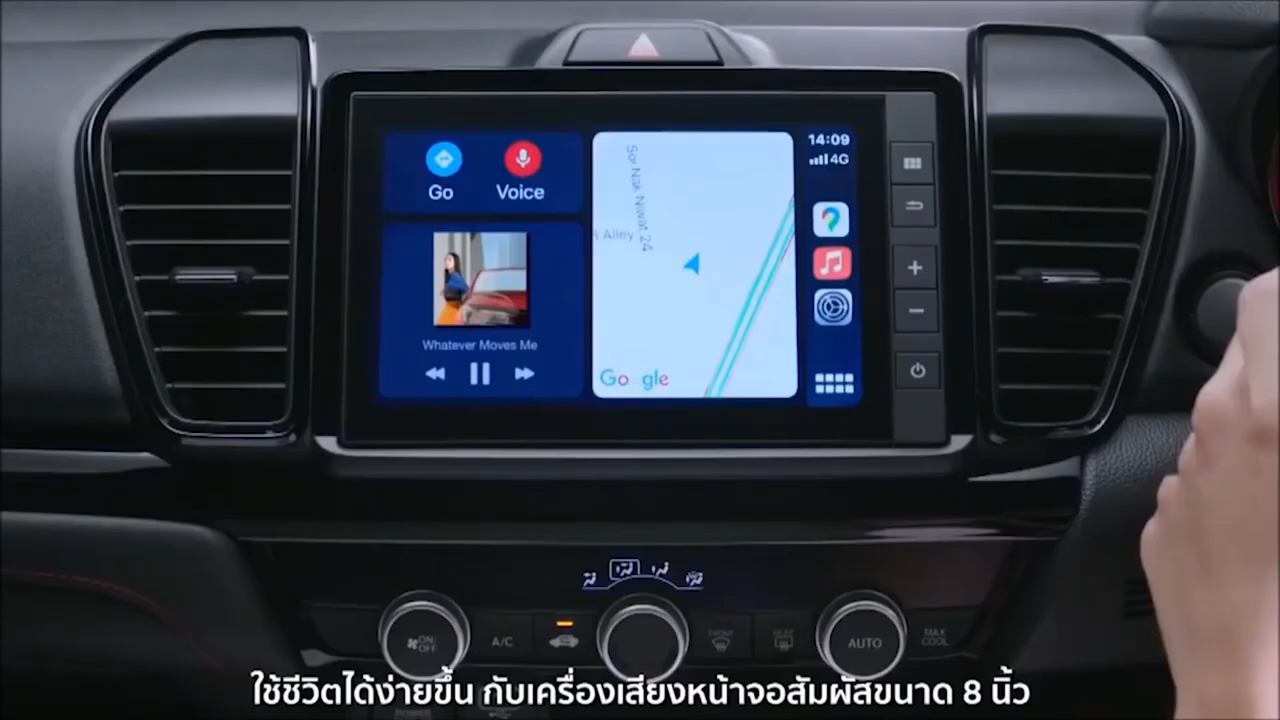 14:09
4G
Go
Voice
Soi Nak Niwat 24
Alley
Whatever Moves Me
Google
ON/
OFF
A/C
FRONT
REAR
AUTO
MAX
COOL
ใช้ชีวิตได้ง่ายขึ้น กับเครื่องเสียงหน้าจอสัมผัสขนาด 8 นิ้ว
POWER